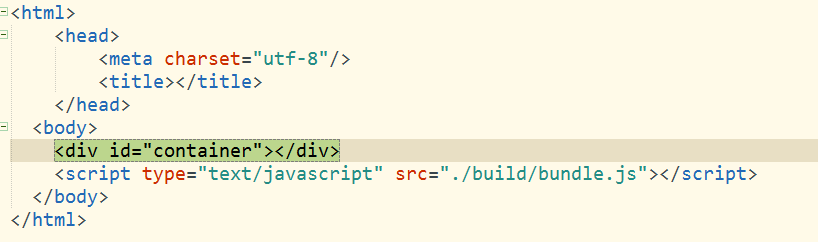 <html>
<head>
<meta charset="utf-8"/>
<title></title>
</head>
<body>
<div id="container"></div>
<script type="text/javascript" src="./build/bundle.js"></script>
</body>
</html>